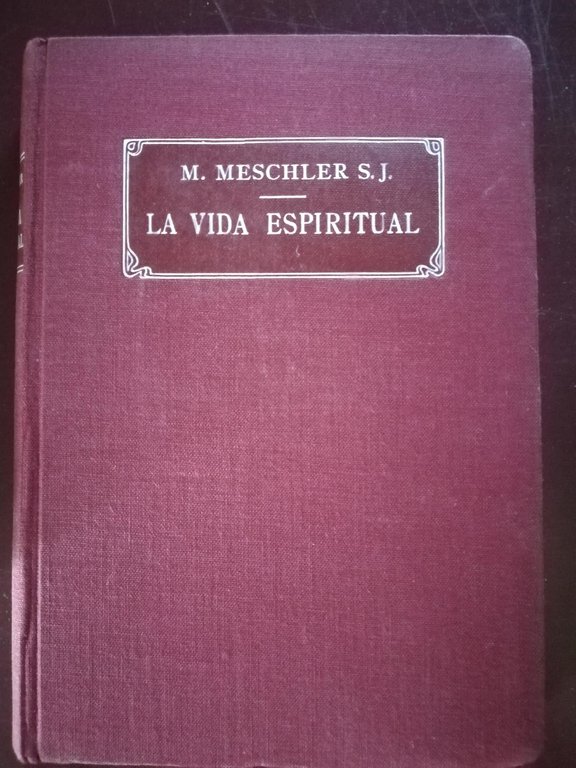 M. MESCHLER S. J.
LA VIDA ESPIRITUAL